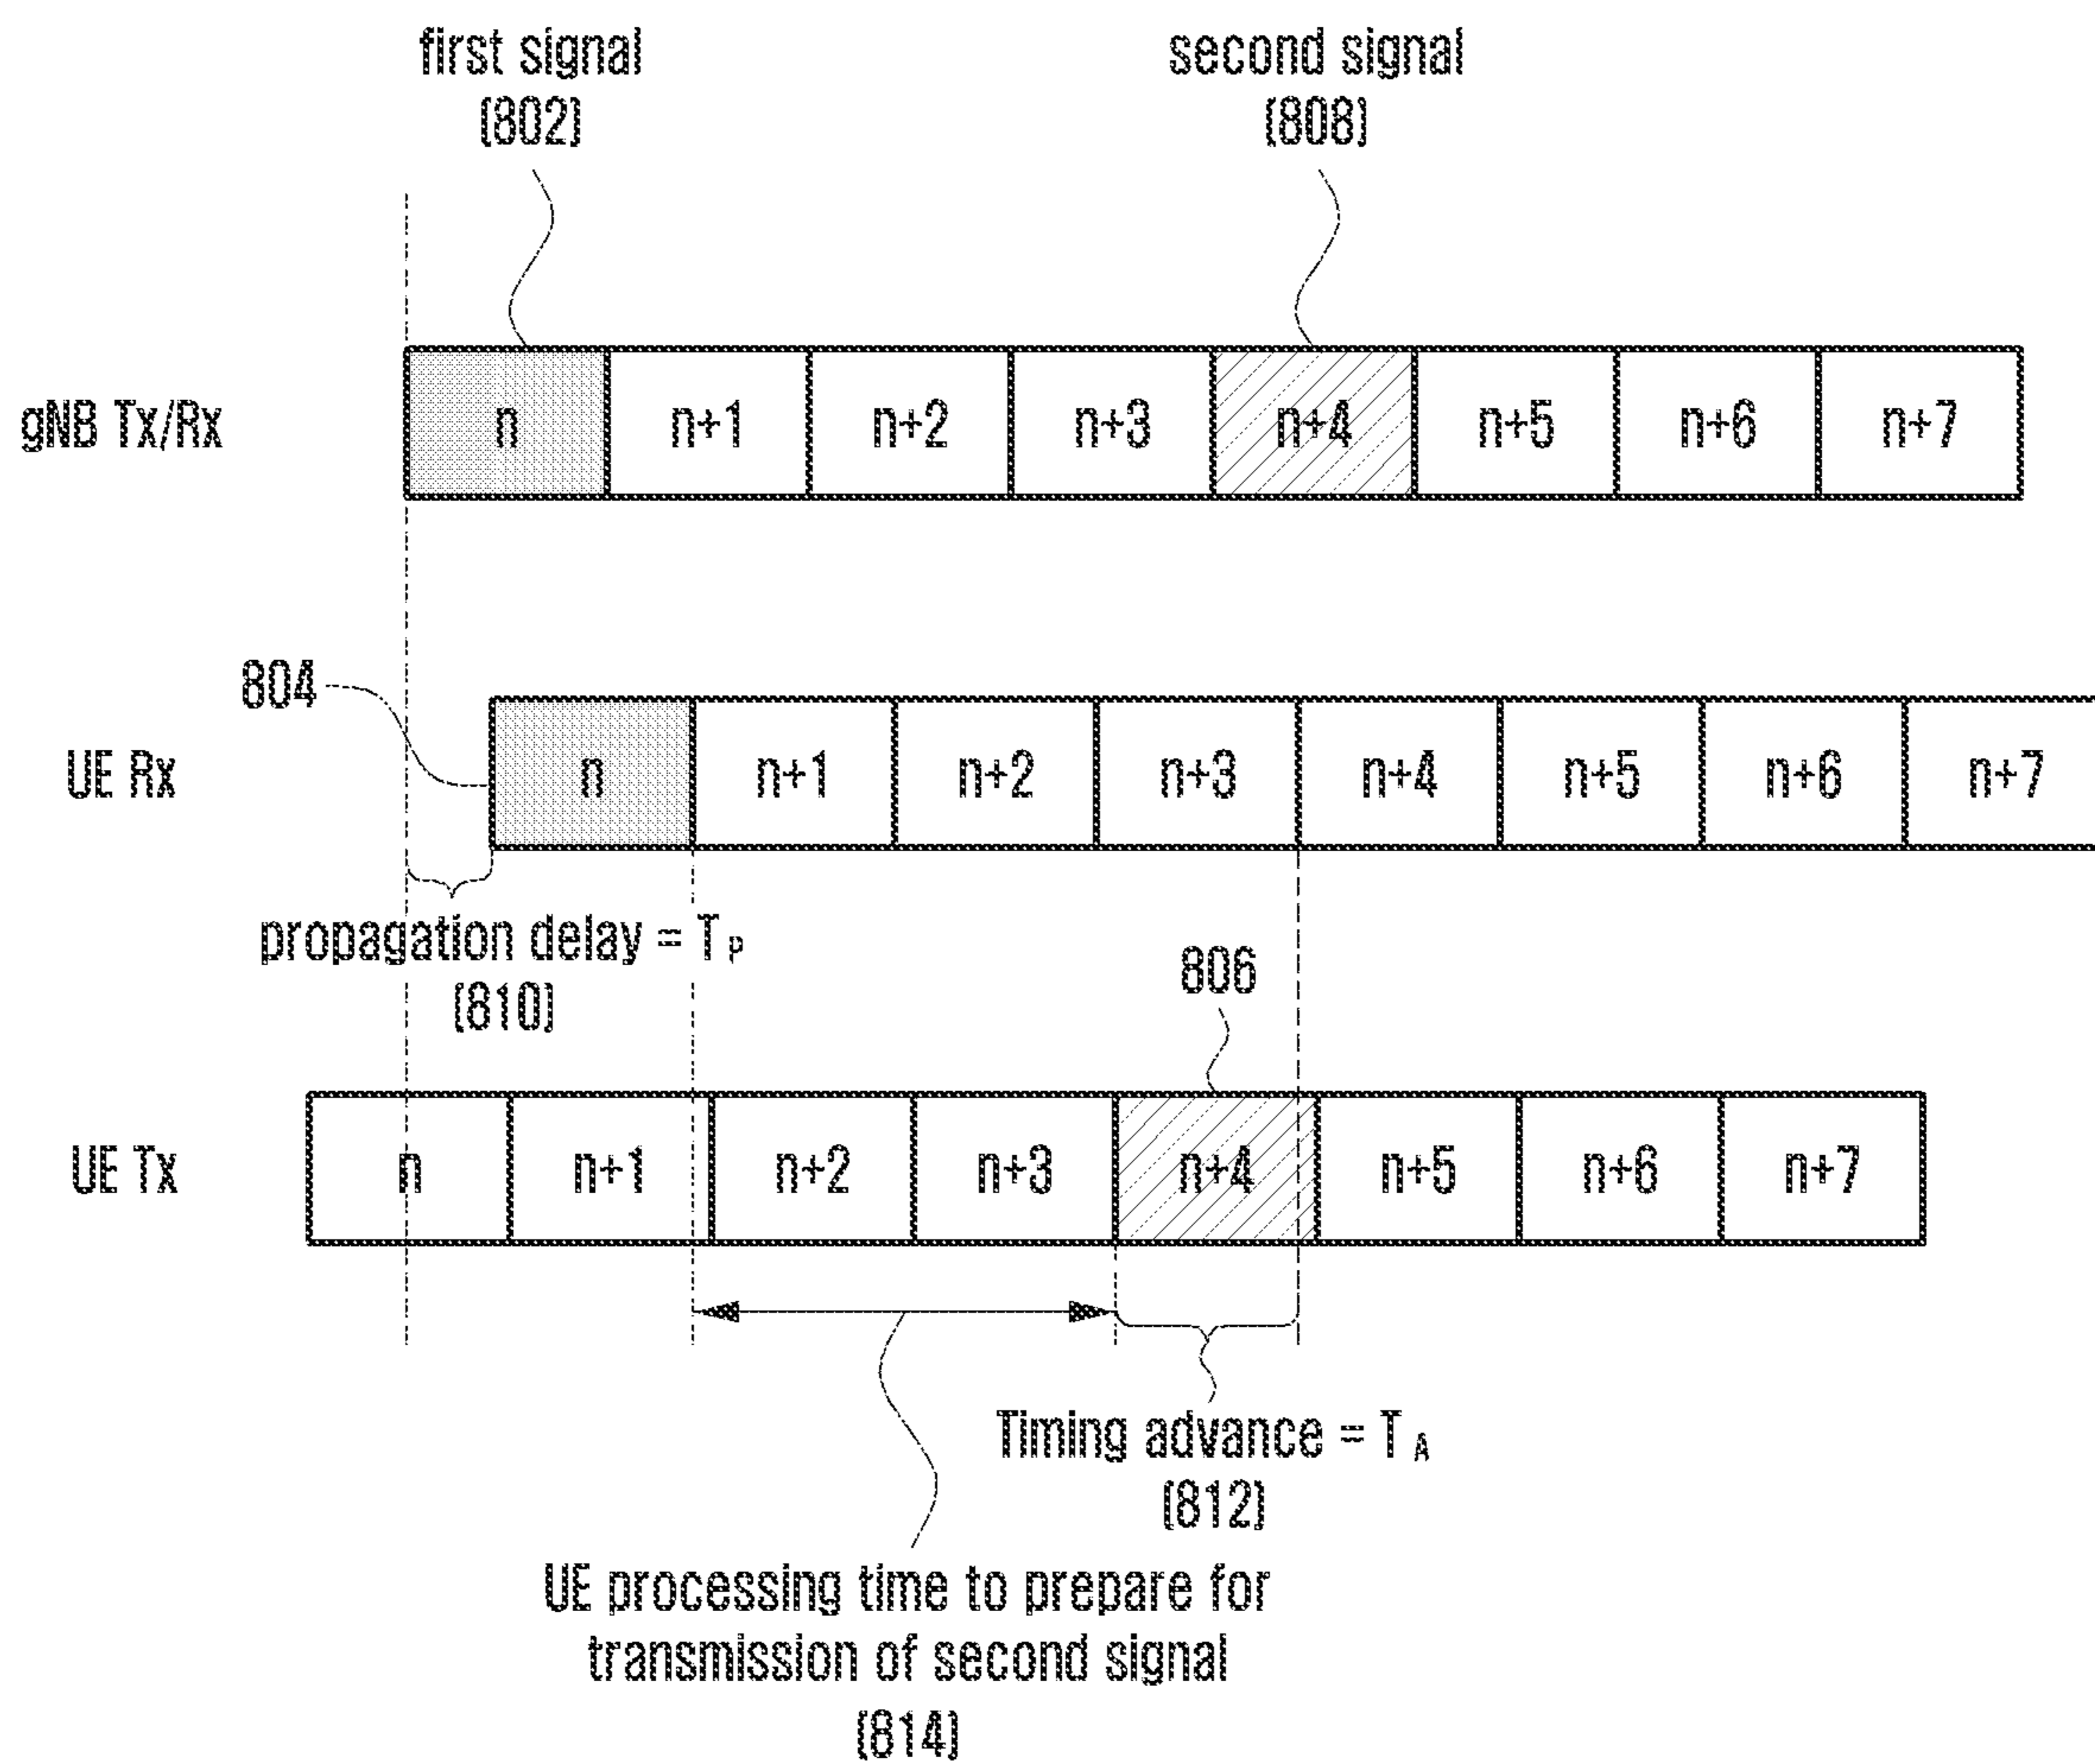 first signal
(802)
second signal
(808)
gNB Tx/Rx
n n+1 n+2 n+3 n+4 n+5 n+6 n+7
804
UE Rx
n n+1 n+2 n+3 n+4 n+5 n+6 n+7
propagation delay = TP
(810)
806
UE Tx
n n+1 n+2 n+3 n+4 n+5 n+6 n+7
Timing advance = TA
(812)
UE processing time to prepare for
transmission of second signal
(814)